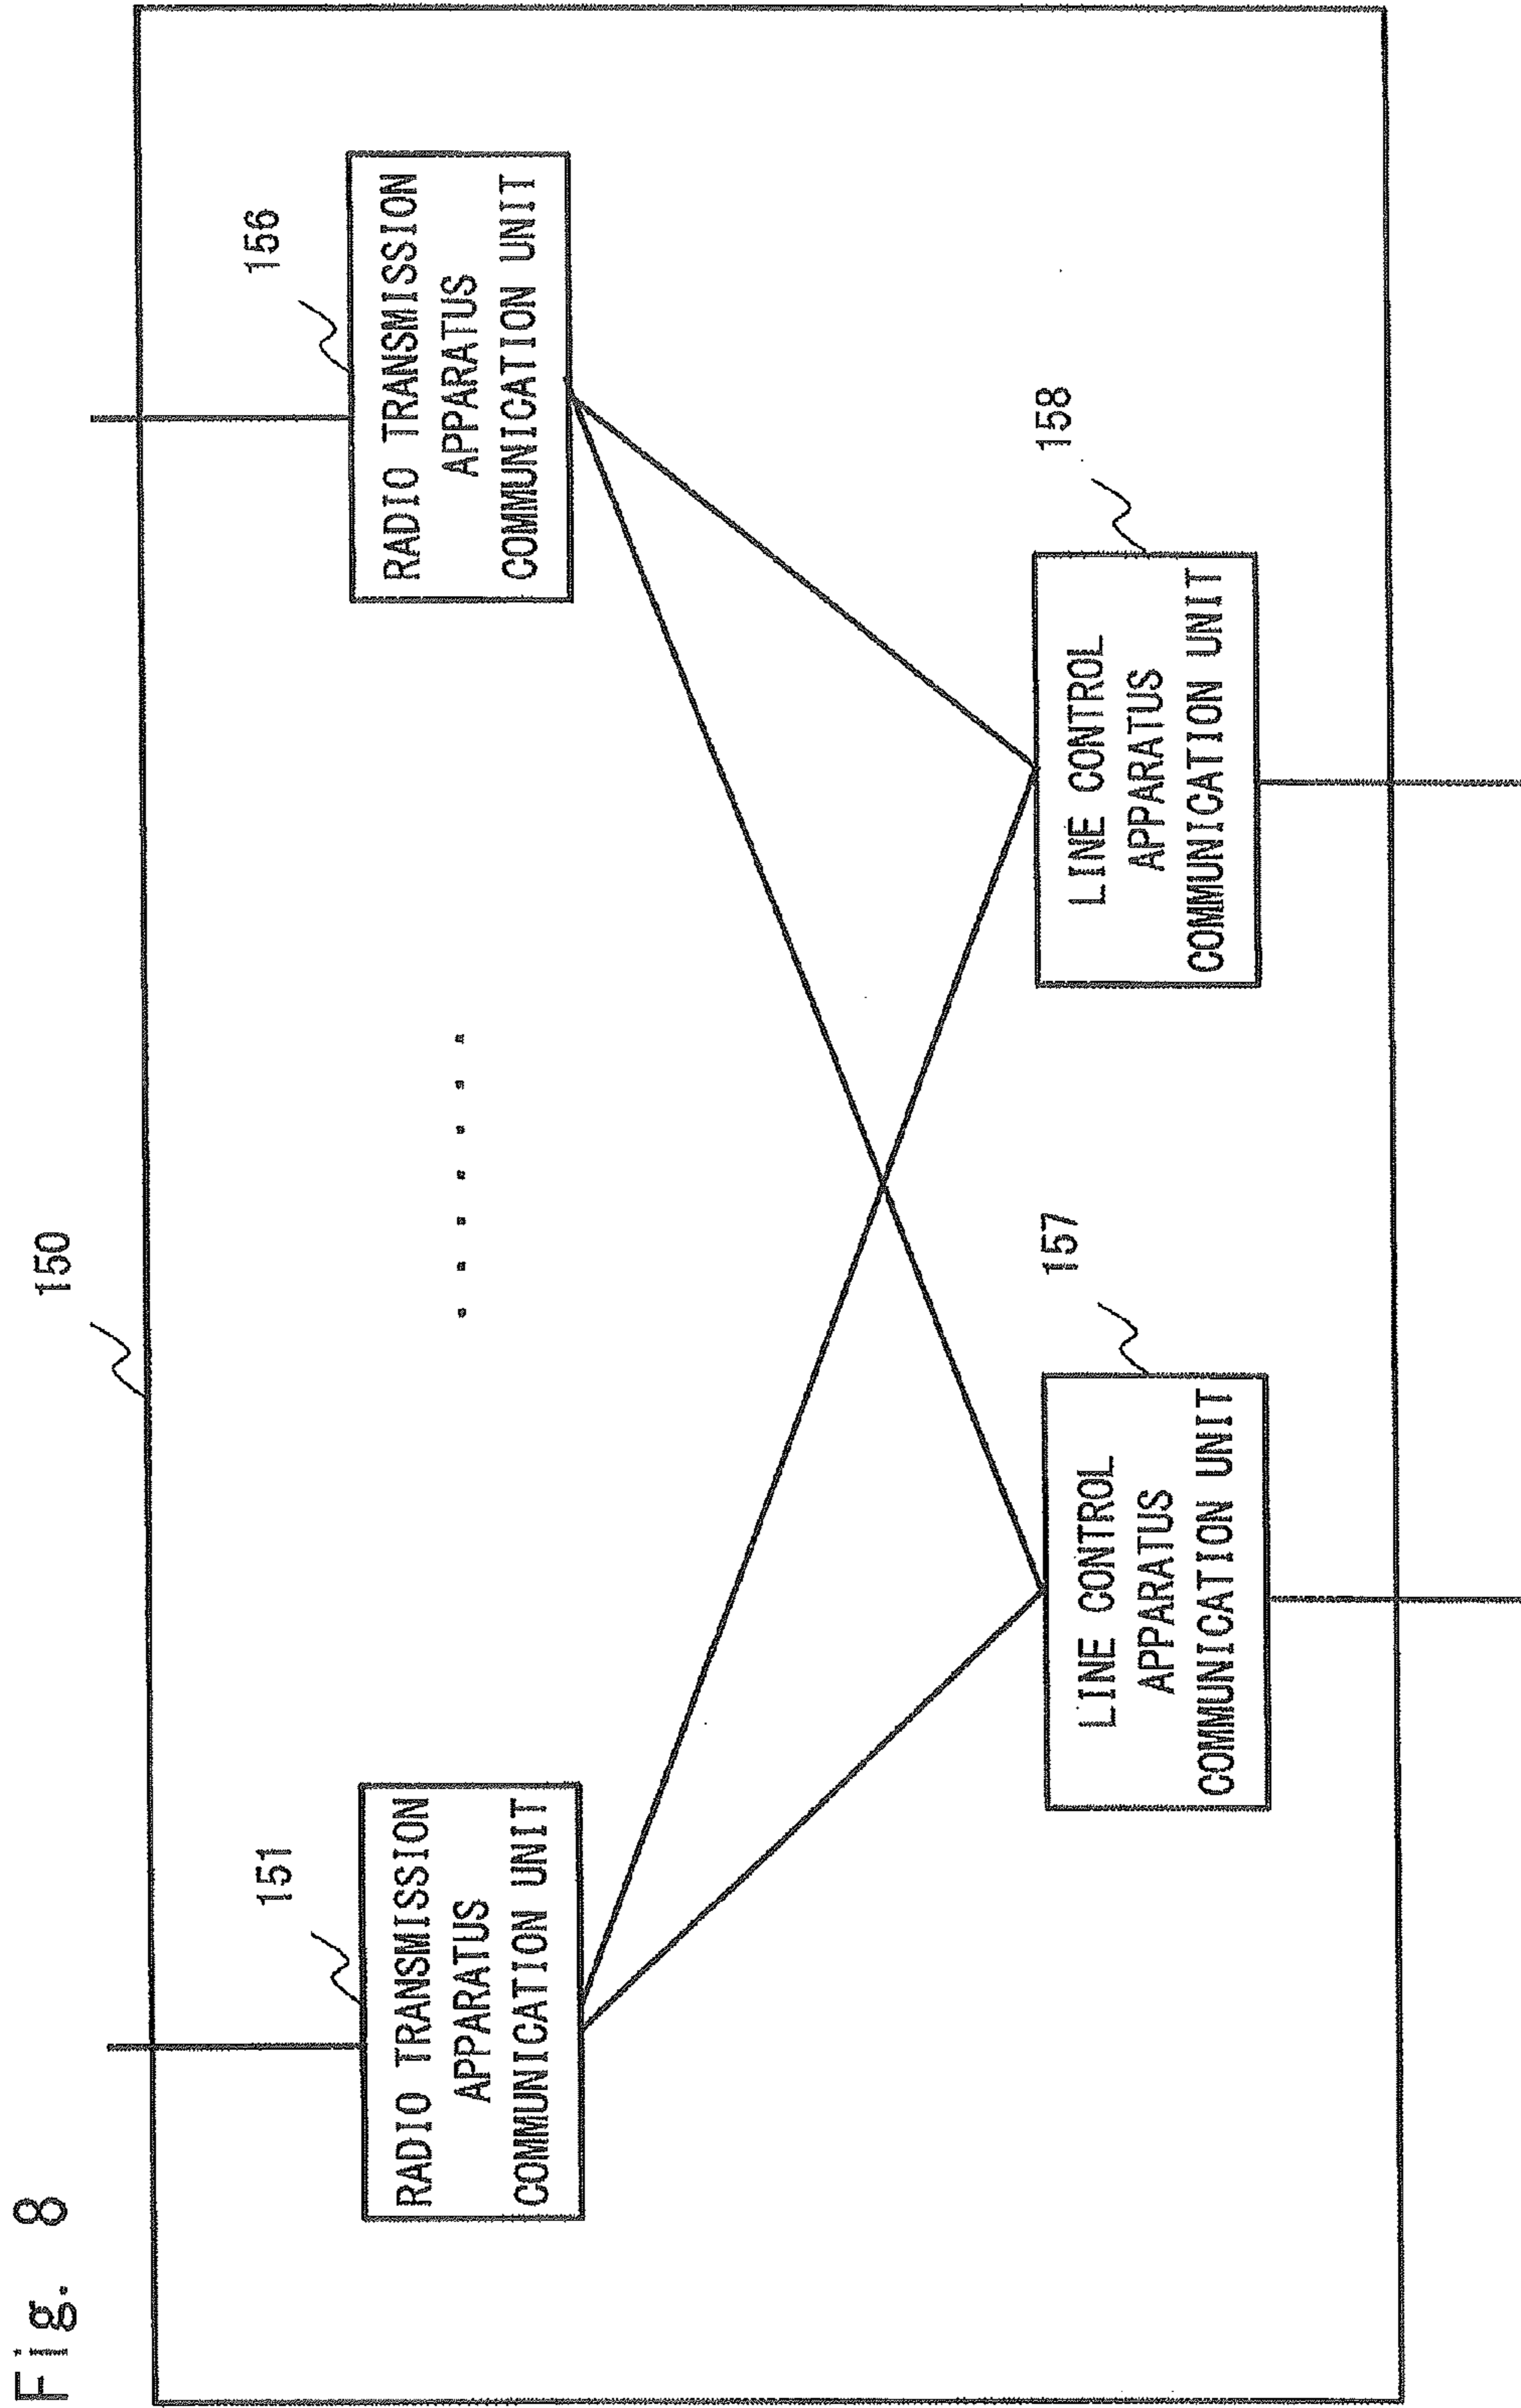 Fig. 8
150
151
RADIO TRANSMISSION
APPARATUS
COMMUNICATION UNIT
156
RADIO TRANSMISSION
APPARATUS
COMMUNICATION UNIT
157
LINE CONTROL
APPARATUS
COMMUNICATION UNIT
158
LINE CONTROL
APPARATUS
COMMUNICATION UNIT